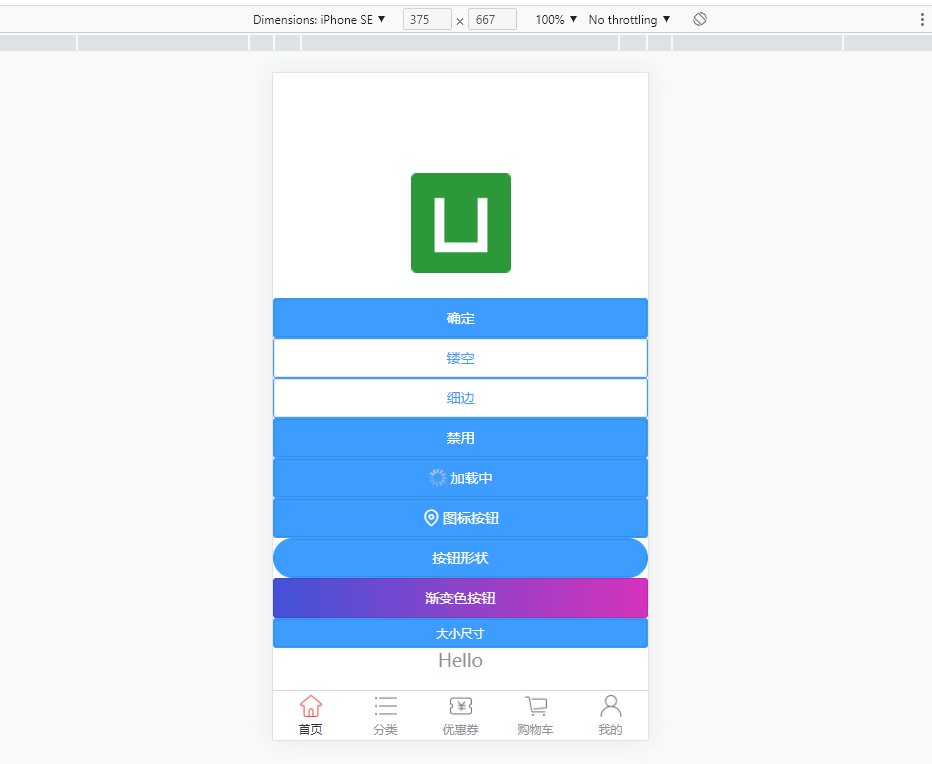 Dimensions: iPhone SE ▼ 375 × 667 100% ▼ No throttling ▼
确定
镂空
细边
禁用
加载中
图标按钮
按钮形状
渐变色按钮
大小尺寸
Hello
首页 分类 优惠券 购物车 我的